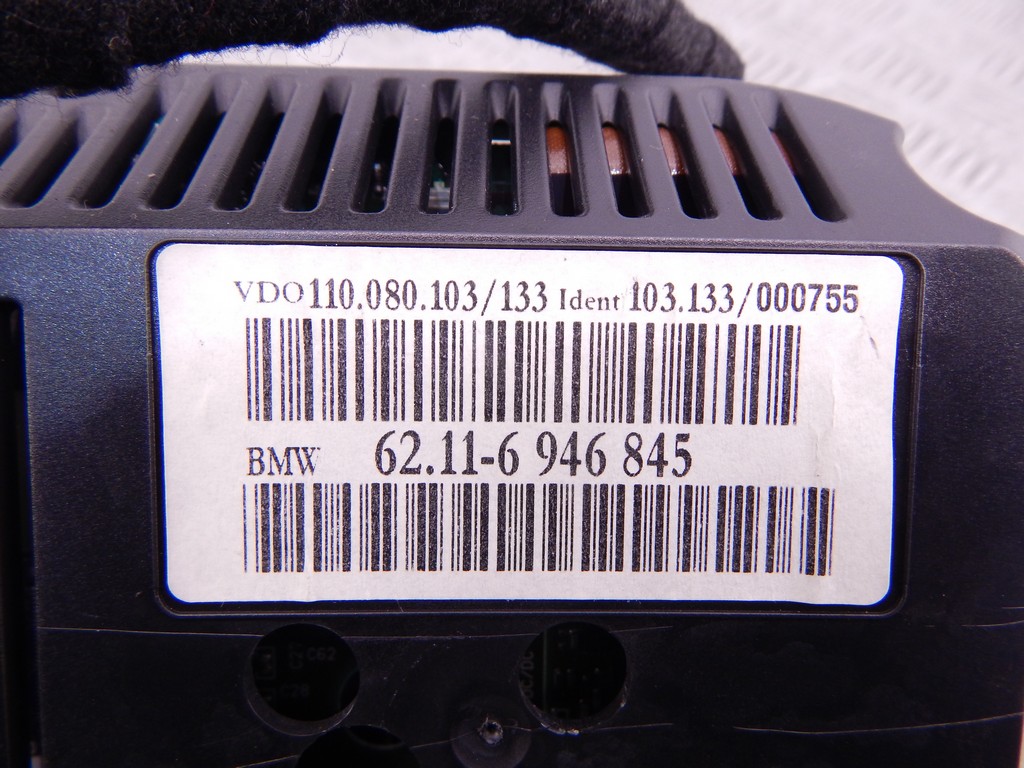 VDO 110.080.103/133 Ident 103.133/000755
BMW 62.11-6 946 845